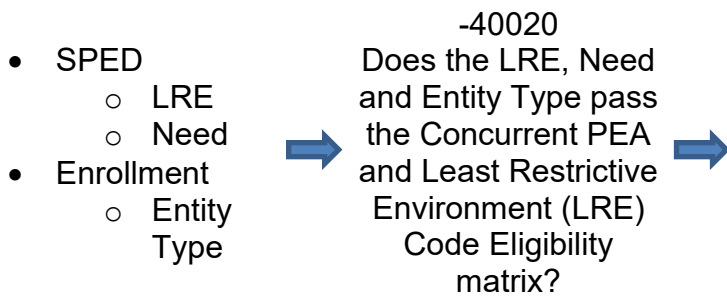 • SPED
○ LRE
○ Need
• Enrollment
○ Entity
Type
-40020
Does the LRE, Need
and Entity Type pass
the Concurrent PEA
and Least Restrictive
Environment (LRE)
Code Eligibility
matrix?